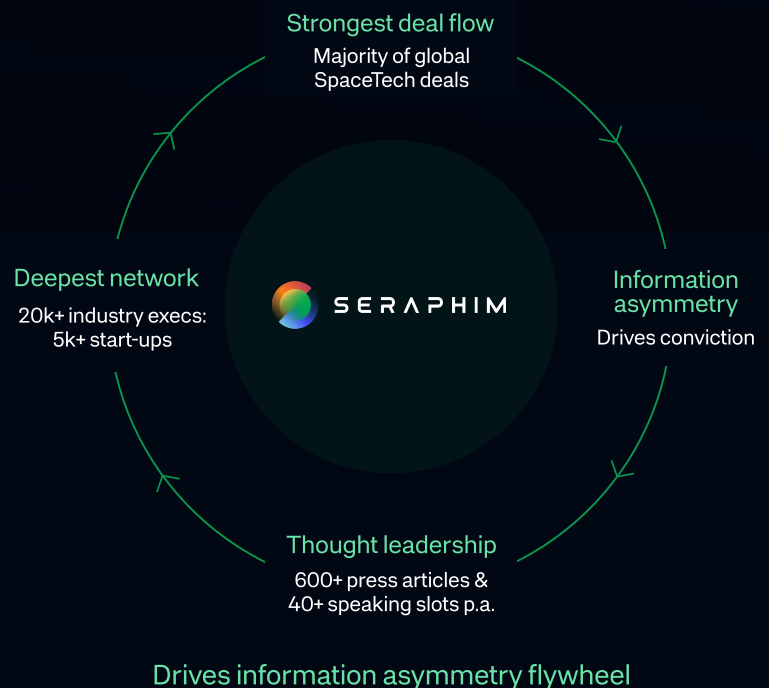 Strongest deal flow
Majority of global
SpaceTech deals
Deepest network
20k+ industry execs:
5k+ start-ups
SERAPHIM
Information
asymmetry
Drives conviction
Thought leadership
600+ press articles &
40+ speaking slots p.a.
Drives information asymmetry flywheel